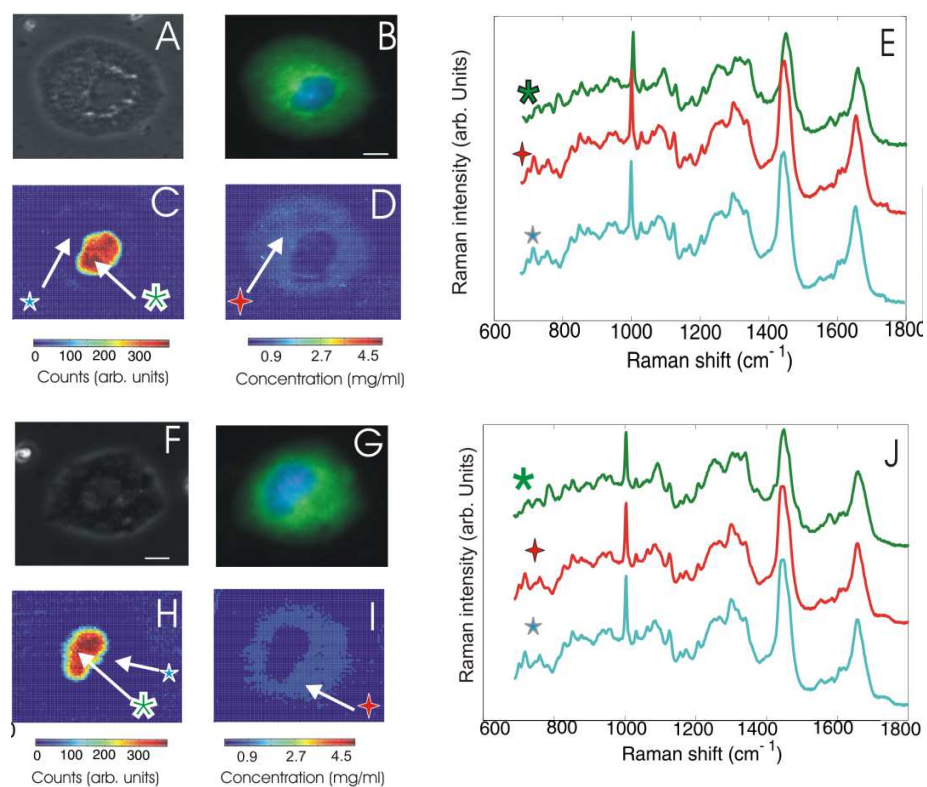 A
B
C
D
0 100 200 300
Counts (arb. units)
0.9 2.7 4.5
Concentration (mg/ml)
E
Raman intensity (arb. Units)
600 800 1000 1200 1400 1600 1800
Raman shift (cm⁻¹)
F
G
H
I
0 100 200 300
Counts (arb. units)
0.9 2.7 4.5
Concentration (mg/ml)
J
Raman intensity (arb. Units)
600 800 1000 1200 1400 1600 1800
Raman shift (cm⁻¹)